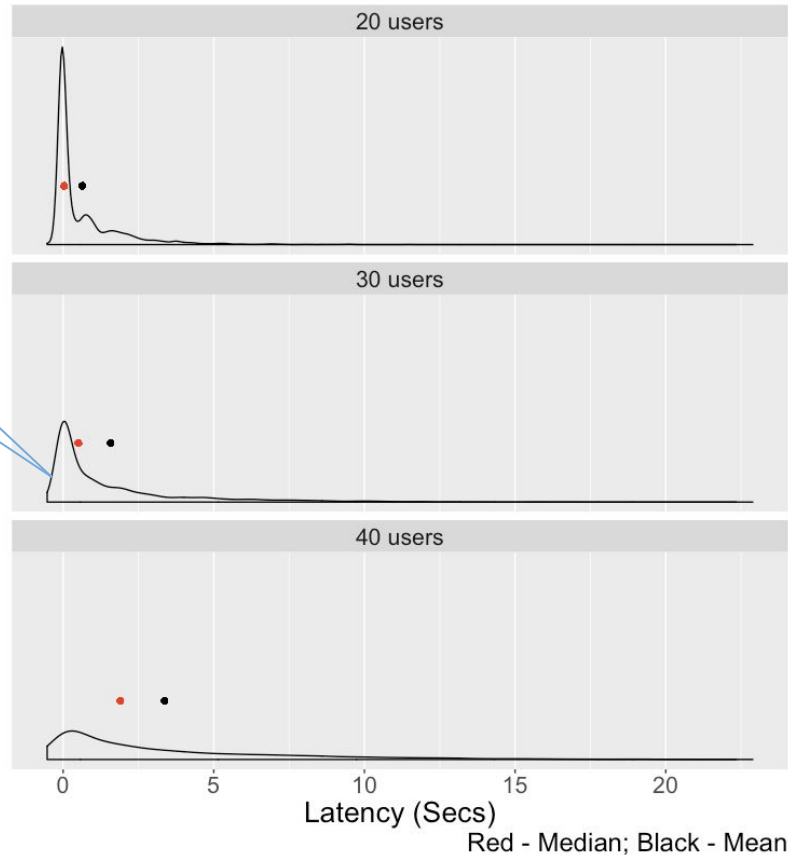 20 users
30 users
40 users
0 5 10 15 20
Latency (Secs)
Red - Median; Black - Mean